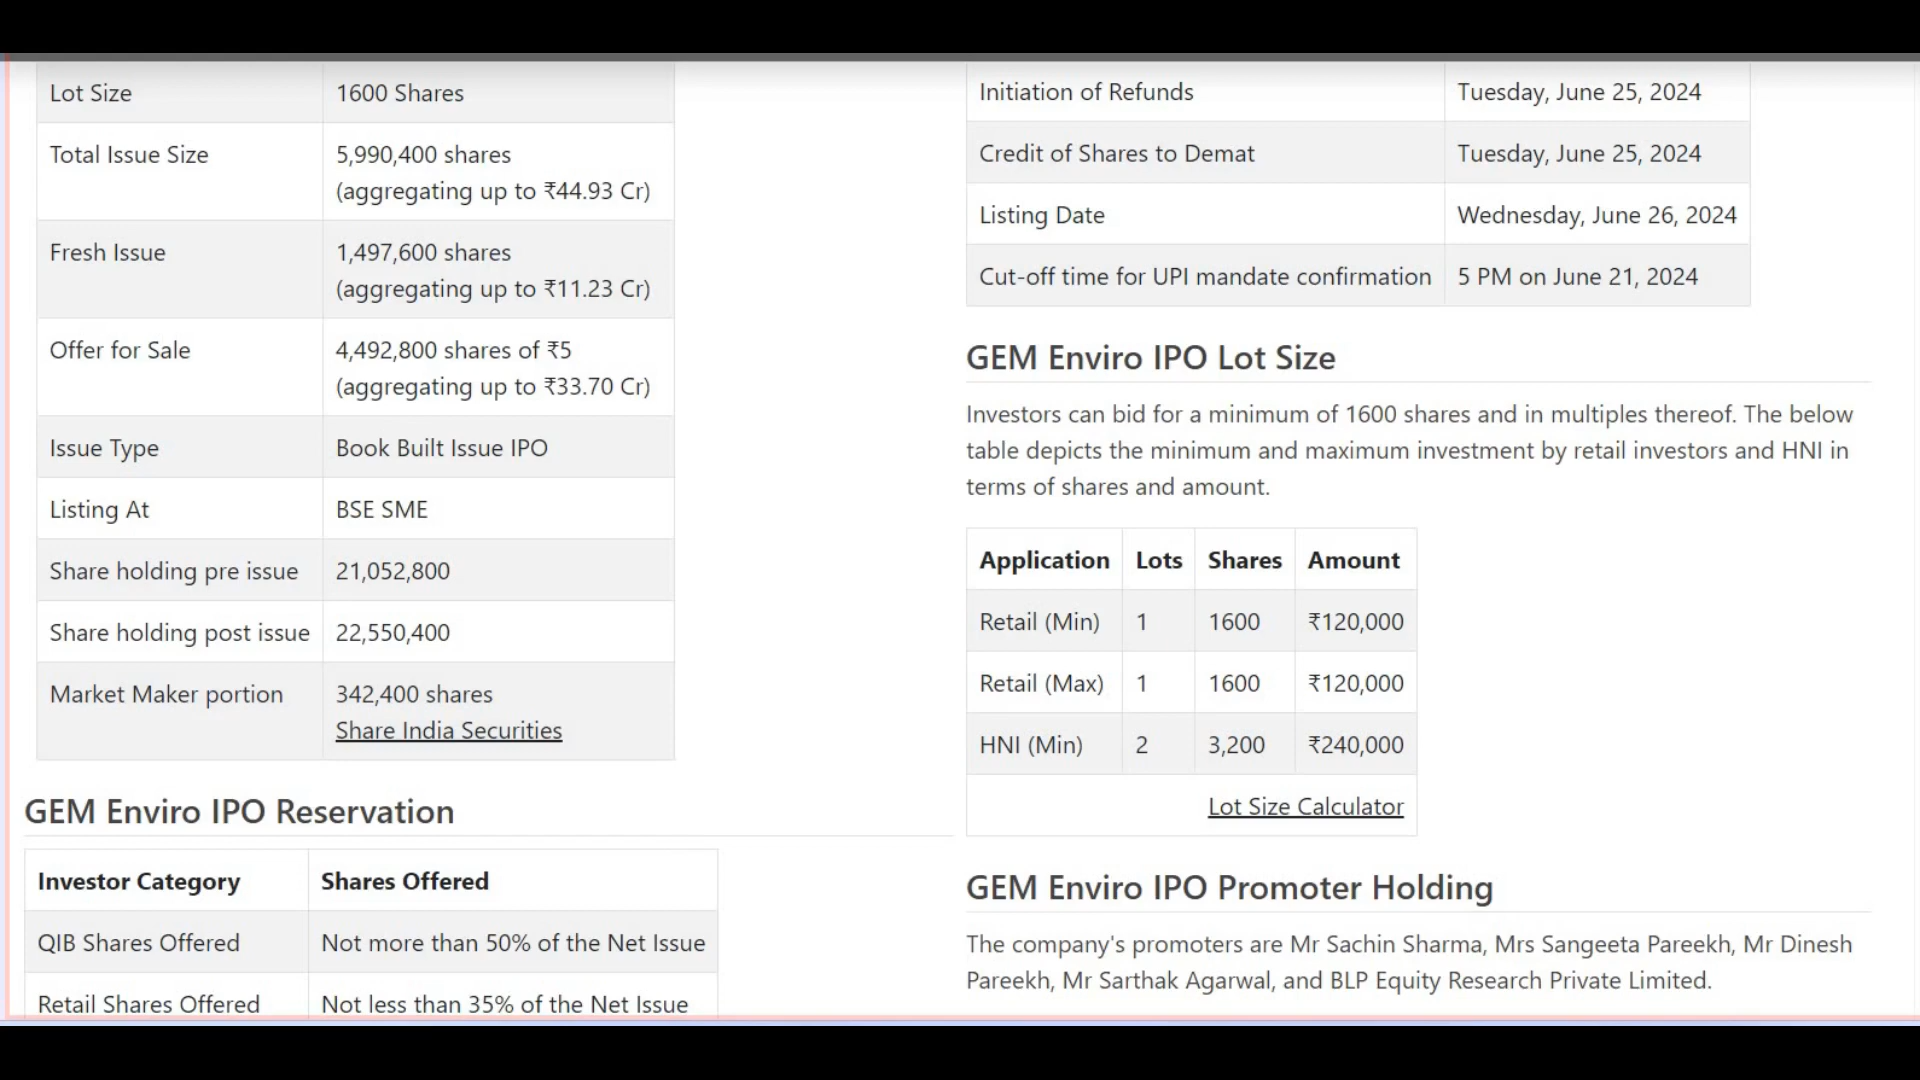 Lot Size 1600 Shares
Total Issue Size 5,990,400 shares
(aggregating up to ₹44.93 Cr)
Fresh Issue 1,497,600 shares
(aggregating up to ₹11.23 Cr)
Offer for Sale 4,492,800 shares of ₹5
(aggregating up to ₹33.70 Cr)
Issue Type Book Built Issue IPO
Listing At BSE SME
Share holding pre issue 21,052,800
Share holding post issue 22,550,400
Market Maker portion 342,400 shares
Share India Securities
GEM Enviro IPO Reservation
Investor Category Shares Offered
QIB Shares Offered Not more than 50% of the Net Issue
Retail Shares Offered Not less than 35% of the Net Issue
Initiation of Refunds Tuesday, June 25, 2024
Credit of Shares to Demat Tuesday, June 25, 2024
Listing Date Wednesday, June 26, 2024
Cut-off time for UPI mandate confirmation 5 PM on June 21, 2024
GEM Enviro IPO Lot Size
Investors can bid for a minimum of 1600 shares and in multiples thereof. The below
table depicts the minimum and maximum investment by retail investors and HNI in
terms of shares and amount.
Application Lots Shares Amount
Retail (Min) 1 1600 ₹120,000
Retail (Max) 1 1600 ₹120,000
HNI (Min) 2 3,200 ₹240,000
Lot Size Calculator
GEM Enviro IPO Promoter Holding
The company's promoters are Mr Sachin Sharma, Mrs Sangeeta Pareekh, Mr Dinesh
Pareekh, Mr Sarthak Agarwal, and BLP Equity Research Private Limited.